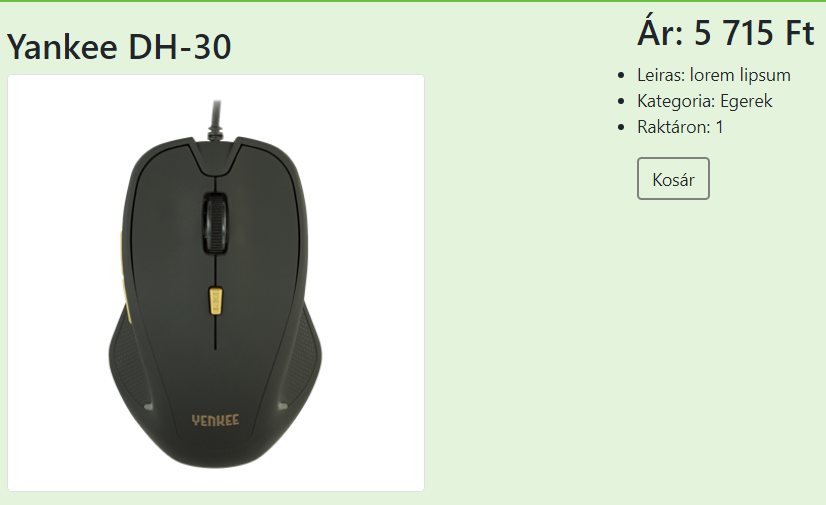 Yankee DH-30
YENKEE
Ár: 5 715 Ft
Leiras: lorem lipsum
Kategoria: Egerek
Raktáron: 1
Kosár